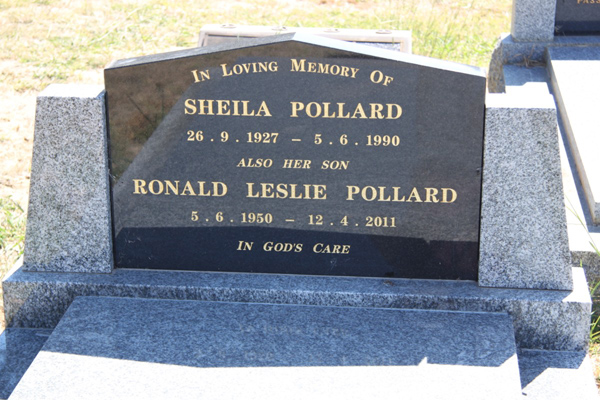 In Loving Memory Of
SHEILA POLLARD
26 . 9 . 1927 – 5 . 6 . 1990
ALSO HER SON
RONALD LESLIE POLLARD
5 . 6 . 1950 – 12 . 4 . 2011
IN GOD'S CARE